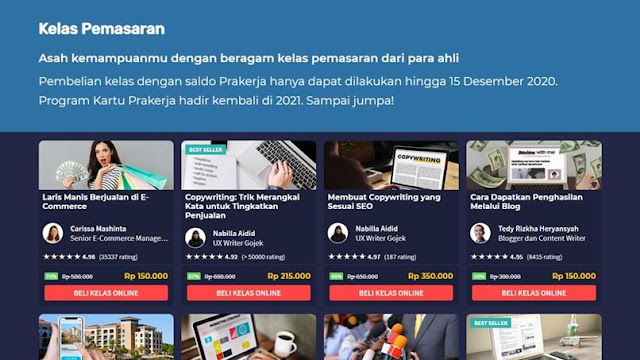 Kelas Pemasaran
Asah kemampuanmu dengan beragam kelas pemasaran dari para ahli
Pembelian kelas dengan saldo Prakerja hanya dapat dilakukan hingga 15 Desember 2020.
Program Kartu Prakerja hadir kembali di 2021. Sampai jumpa!
Laris Manis Berjualan di E-
Commerce
Carissa Mashinta
Senior E-Commerce Manage...
★★★★★ 4.98 (35337 rating)
70% Rp 500.000 Rp 150.000
BELI KELAS ONLINE
BEST SELLER
Copywriting: Trik Merangkai
Kata untuk Tingkatkan
Penjualan
Nabilla Aidid
UX Writer Gojek
★★★★★ 4.92 (> 50000 rating)
67% Rp 660.000 Rp 215.000
BELI KELAS ONLINE
COPYWRITING
Membuat Copywriting yang
Sesuai SEO
Nabilla Aidid
UX Writer Gojek
★★★★★ 4.97 (187 rating)
46% Rp 650.000 Rp 350.000
BELI KELAS ONLINE
Cara Dapatkan Penghasilan
Melalui Blog
Tedy Rizkha Heryansyah
Blogger dan Content Writer
★★★★★ 4.95 (8415 rating)
50% Rp 300.000 Rp 150.000
BELI KELAS ONLINE
BEST SELLER